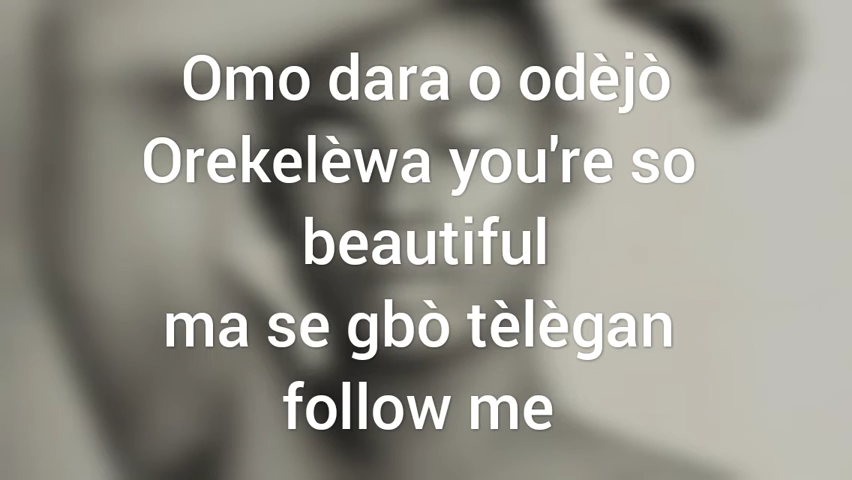 Omo dara o odèjò
Orekelèwa you're so
beautiful
ma se gbò tèlègan
follow me